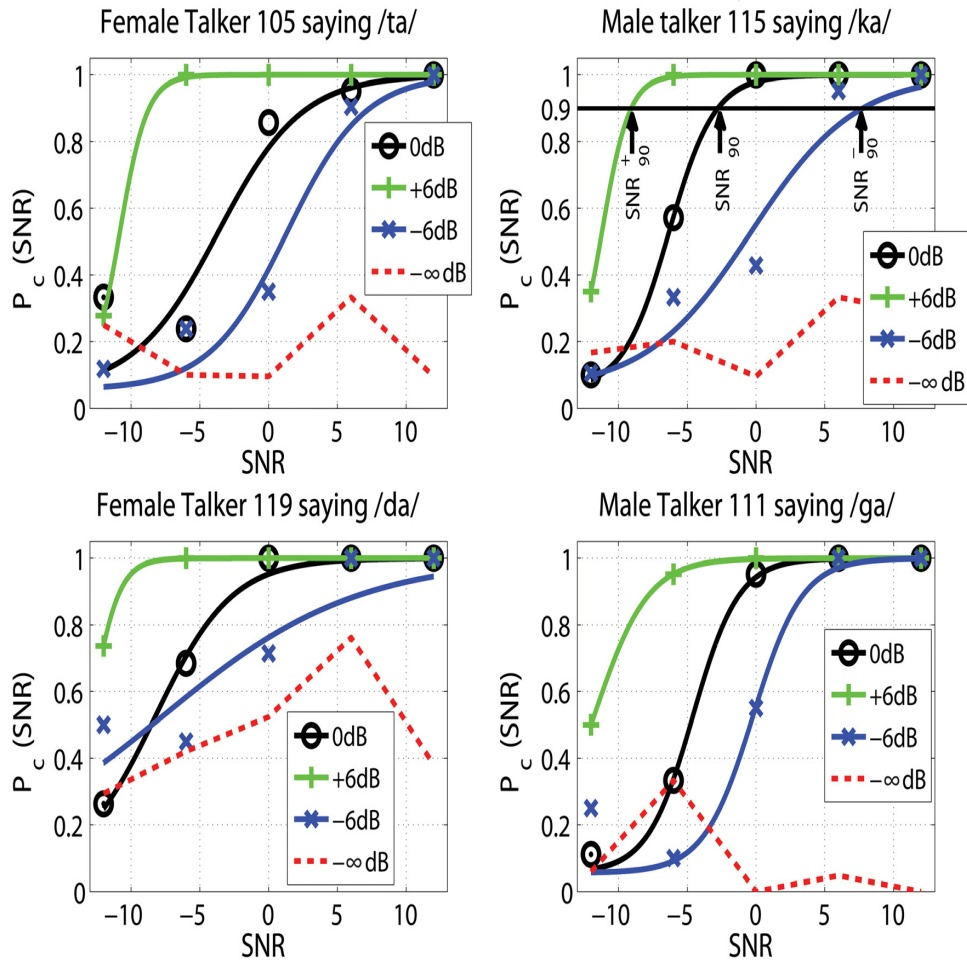 Female Talker 105 saying /ta/
P c (SNR)
1
0.8
0.6
0.4
0.2
0
−10
−5
0
5
10
SNR
0dB
+6dB
−6dB
−∞ dB
Male talker 115 saying /ka/
P c (SNR)
1
0.9
0.8
0.6
0.4
0.2
0
−10
−5
0
5
10
SNR
SNR + 90
SNR 90
SNR − 90
0dB
+6dB
−6dB
−∞ dB
Female Talker 119 saying /da/
P c (SNR)
1
0.8
0.6
0.4
0.2
0
−10
−5
0
5
10
SNR
0dB
+6dB
−6dB
−∞ dB
Male Talker 111 saying /ga/
P c (SNR)
1
0.8
0.6
0.4
0.2
0
−10
−5
0
5
10
SNR
0dB
+6dB
−6dB
−∞ dB